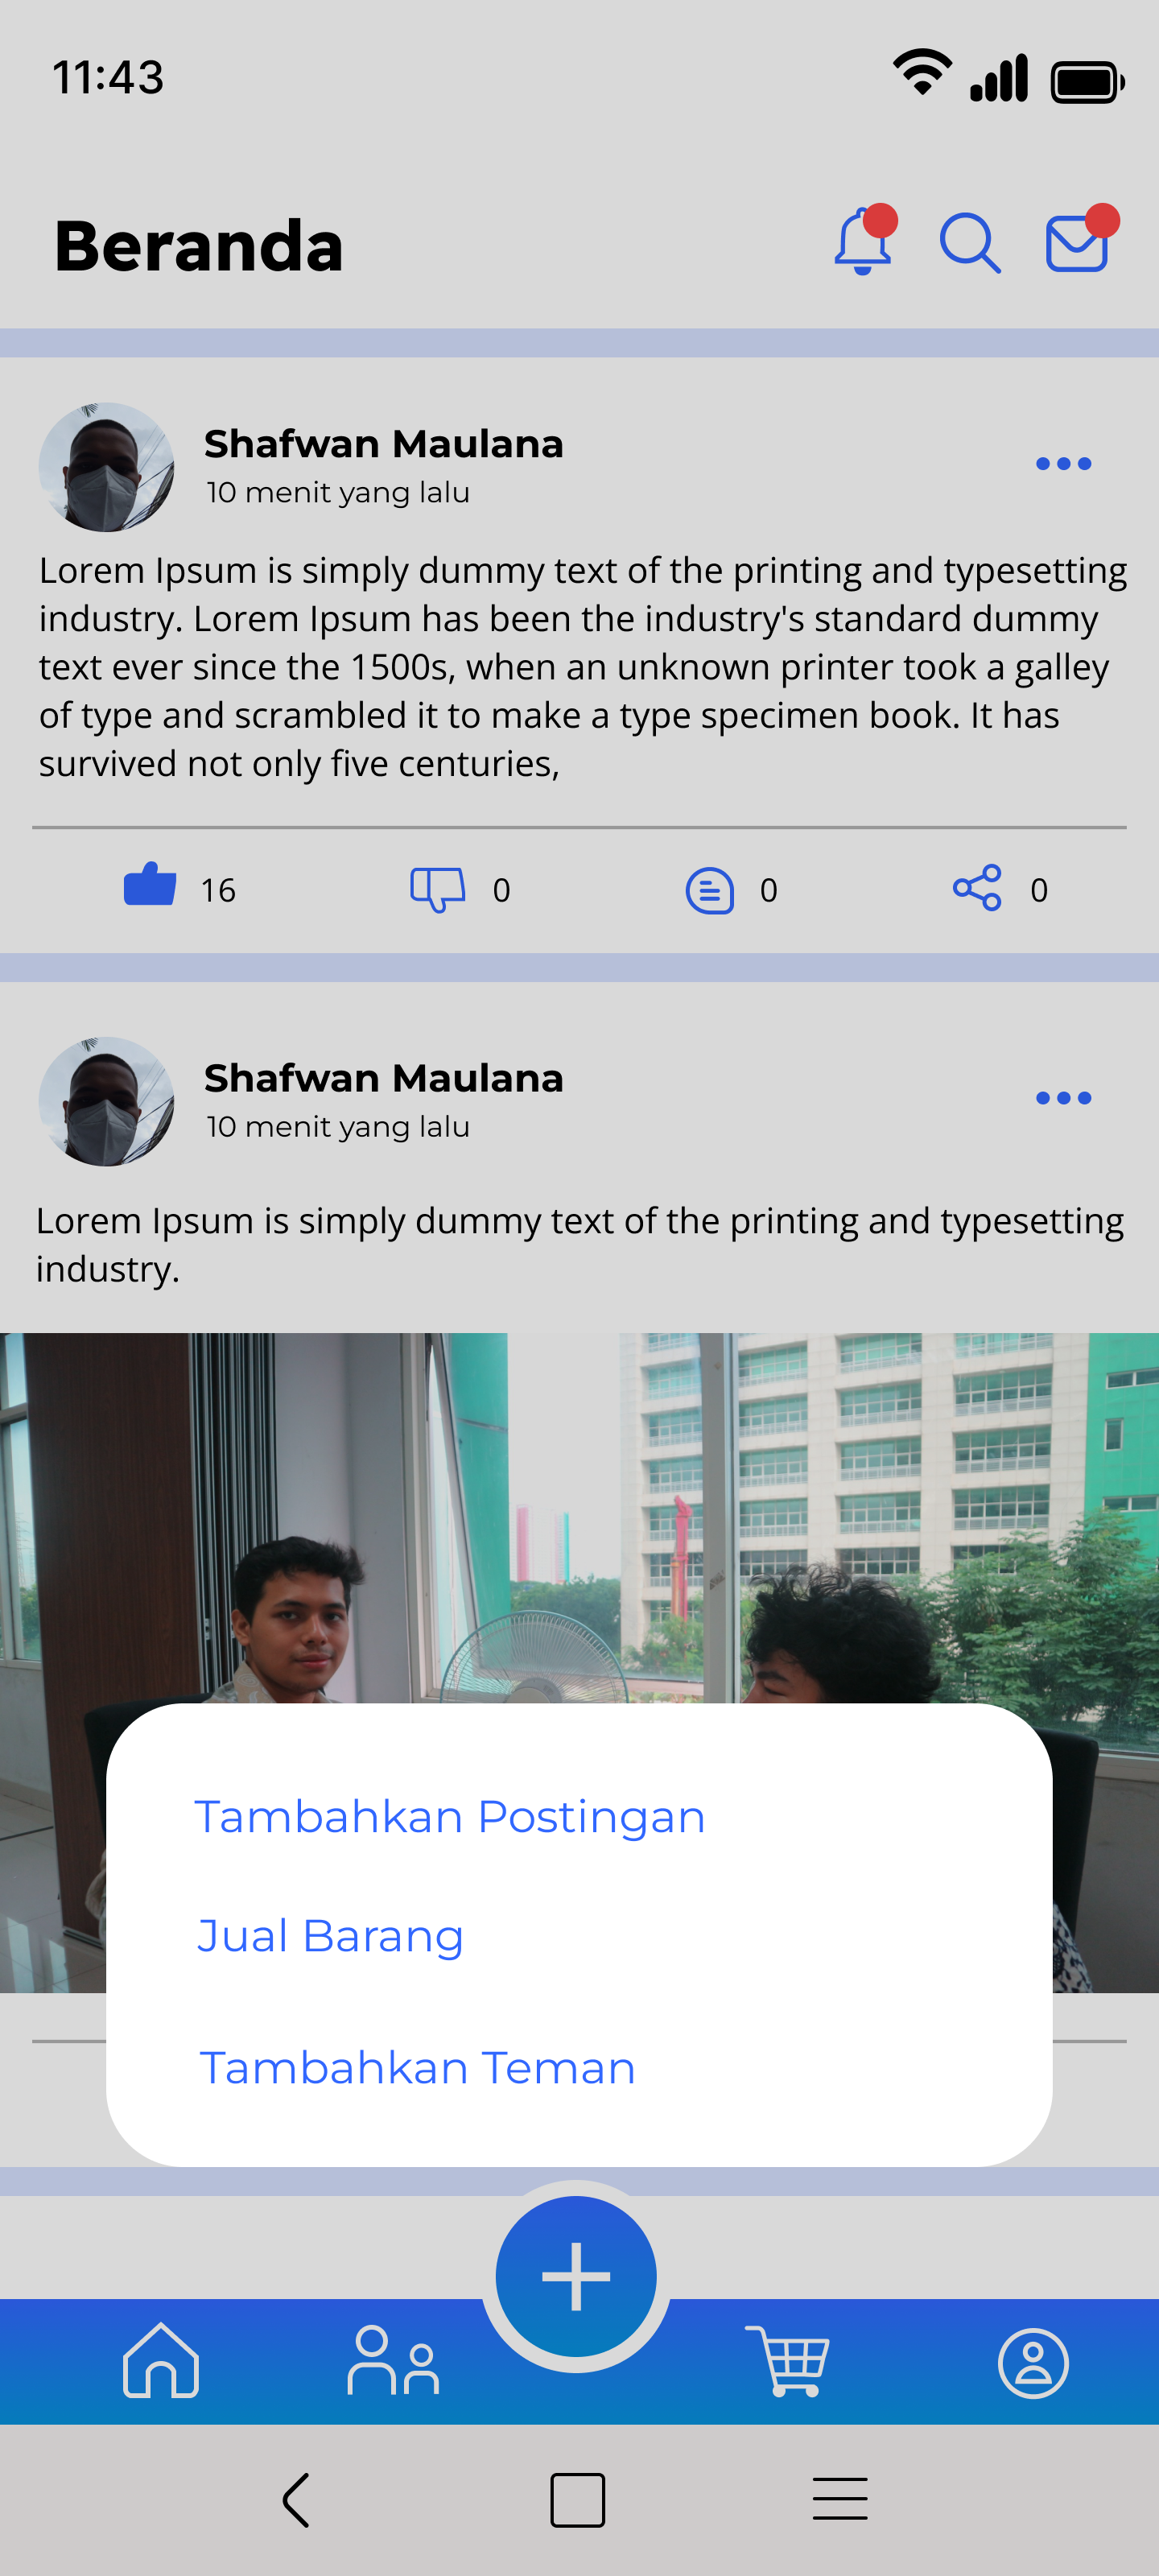 11:43
Beranda
Shafwan Maulana
10 menit yang lalu
Lorem Ipsum is simply dummy text of the printing and typesetting
industry. Lorem Ipsum has been the industry's standard dummy
text ever since the 1500s, when an unknown printer took a galley
of type and scrambled it to make a type specimen book. It has
survived not only five centuries,
16 0 0 0
Shafwan Maulana
10 menit yang lalu
Lorem Ipsum is simply dummy text of the printing and typesetting
industry.
Tambahkan Postingan
Jual Barang
Tambahkan Teman